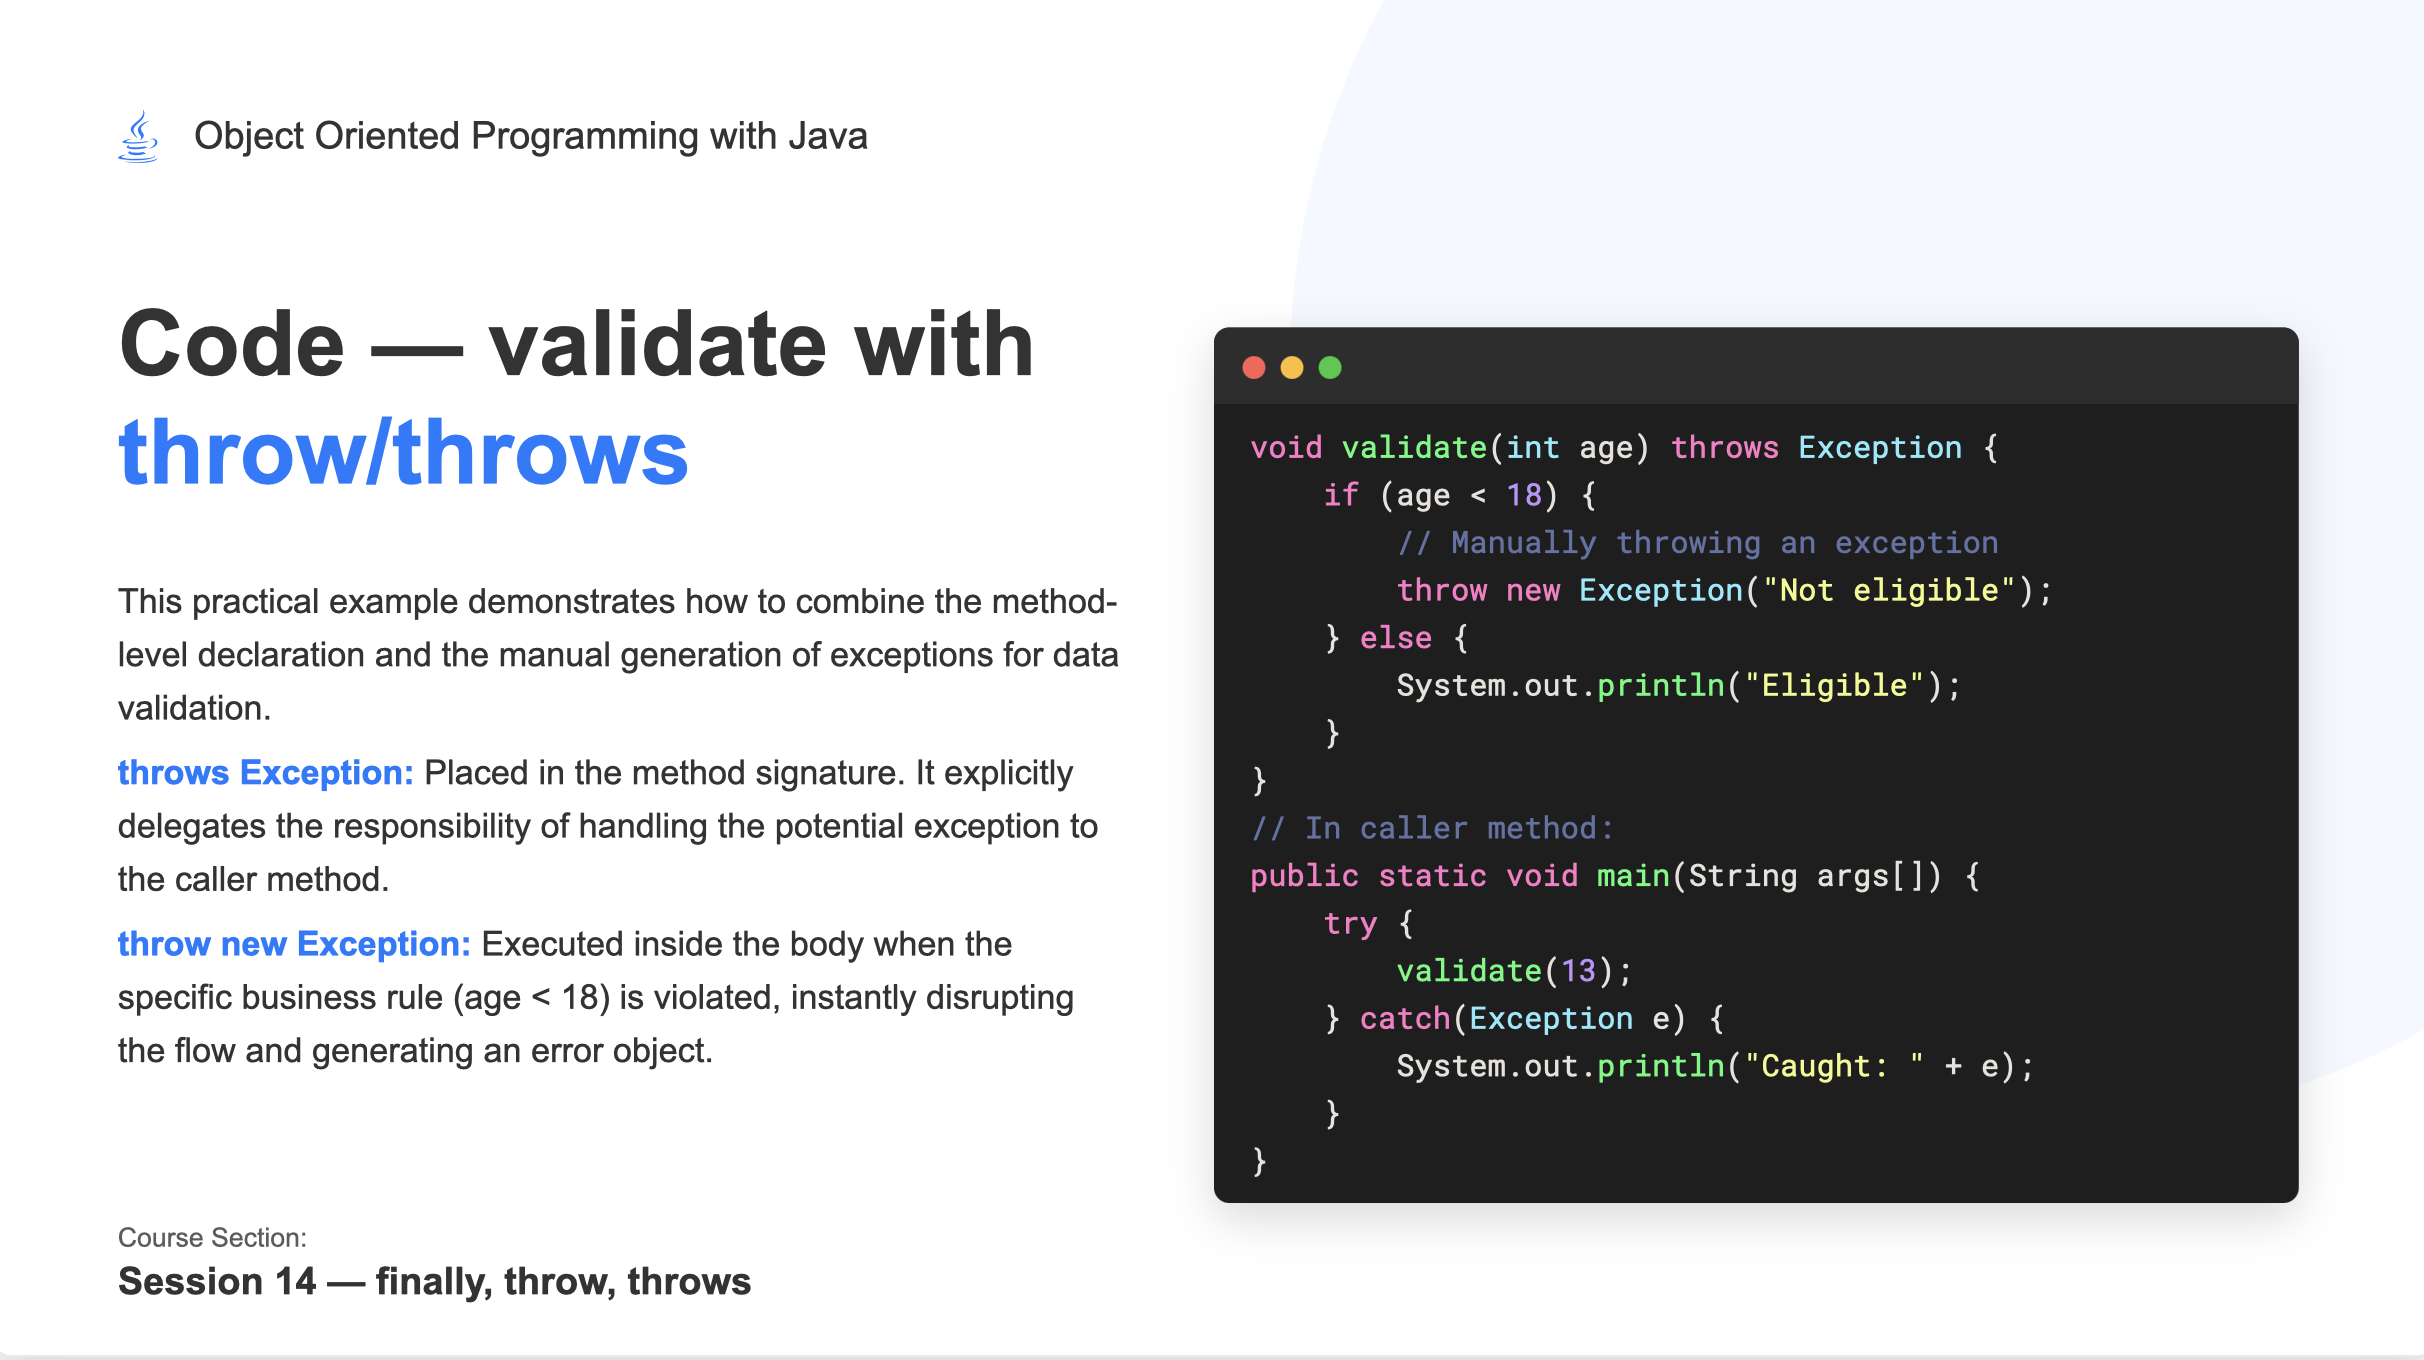 Object Oriented Programming with Java
Code — validate with
throw/throws
This practical example demonstrates how to combine the method-
level declaration and the manual generation of exceptions for data
validation.
throws Exception: Placed in the method signature. It explicitly
delegates the responsibility of handling the potential exception to
the caller method.
throw new Exception: Executed inside the body when the
specific business rule (age < 18) is violated, instantly disrupting
the flow and generating an error object.
Course Section:
Session 14 — finally, throw, throws
void validate(int age) throws Exception {
    if (age < 18) {
        // Manually throwing an exception
        throw new Exception("Not eligible");
    } else {
        System.out.println("Eligible");
    }
}
// In caller method:
public static void main(String args[]) {
    try {
        validate(13);
    } catch(Exception e) {
        System.out.println("Caught: " + e);
    }
}